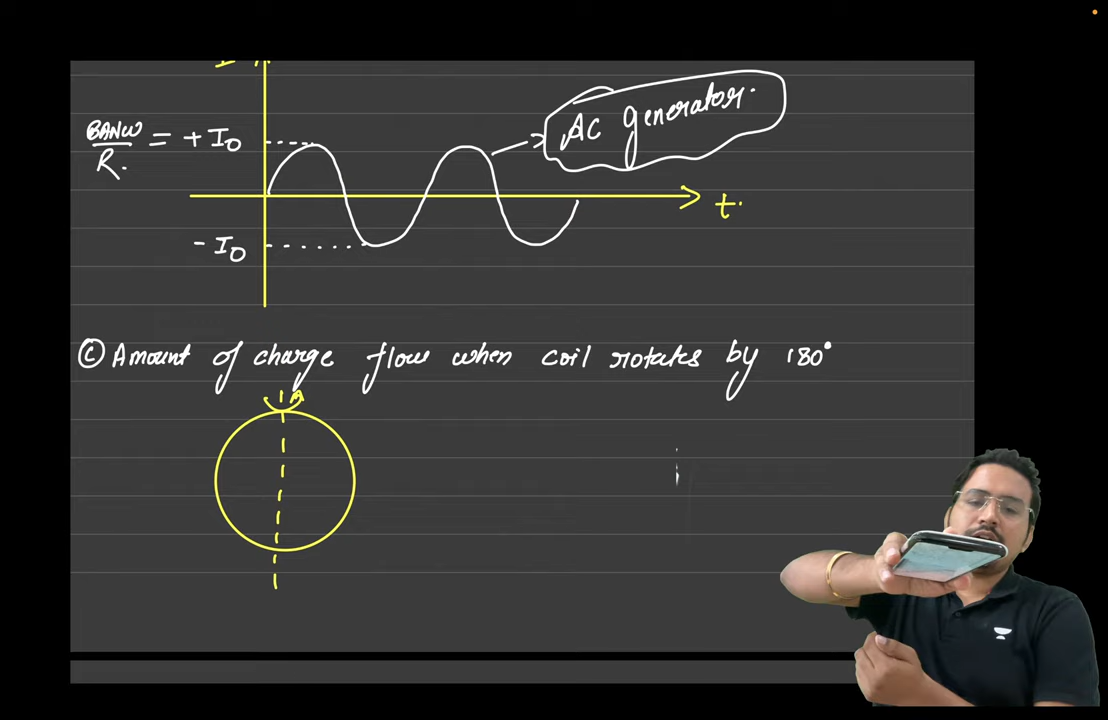 I
BANω/R. = + I0
AC generator.
t.
- I0
Ⓒ Amount of charge flow when coil rotates by 180°